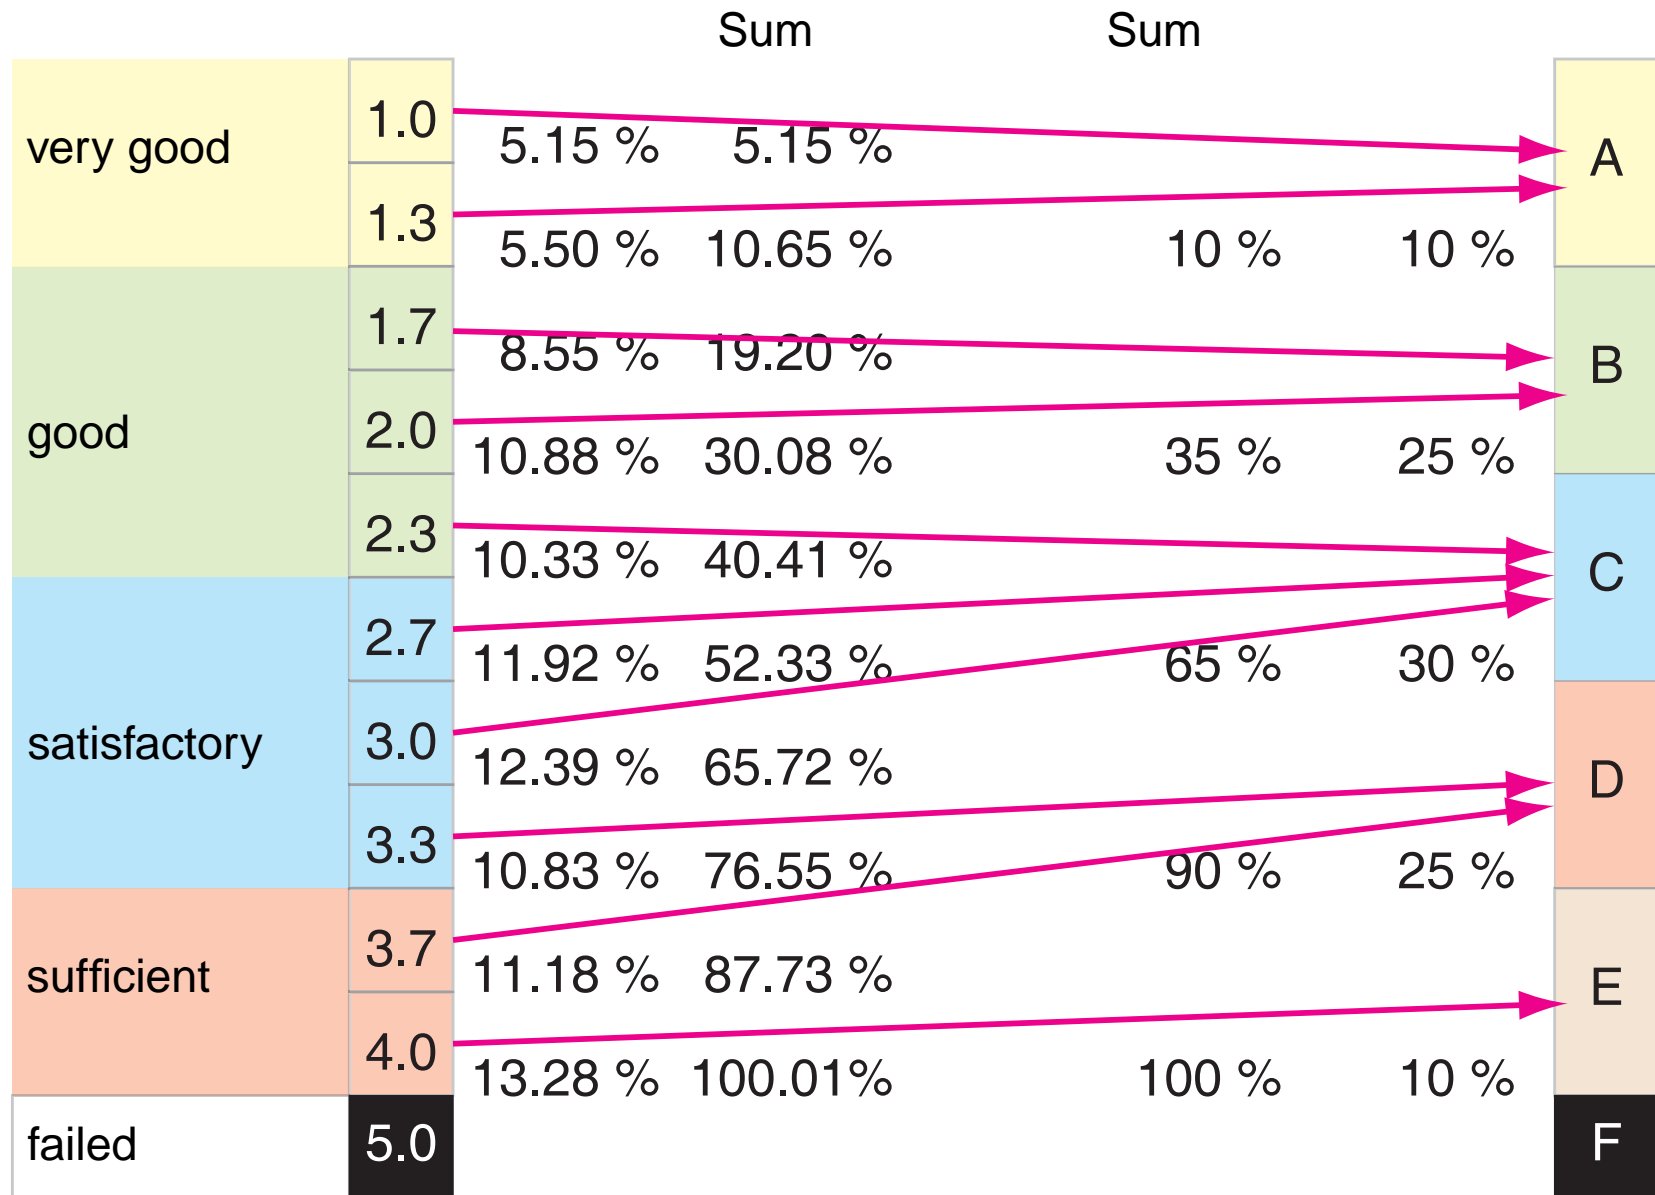 Sum Sum
very good 1.0 5.15 % 5.15 % A
1.3 5.50 % 10.65 % 10 % 10 %
1.7 8.55 % 19.20 % B
good 2.0 10.88 % 30.08 % 35 % 25 %
2.3 10.33 % 40.41 % C
2.7 11.92 % 52.33 % 65 % 30 %
satisfactory 3.0 12.39 % 65.72 % D
3.3 10.83 % 76.55 % 90 % 25 %
sufficient 3.7 11.18 % 87.73 % E
4.0 13.28 % 100.01% 100 % 10 %
failed 5.0 F